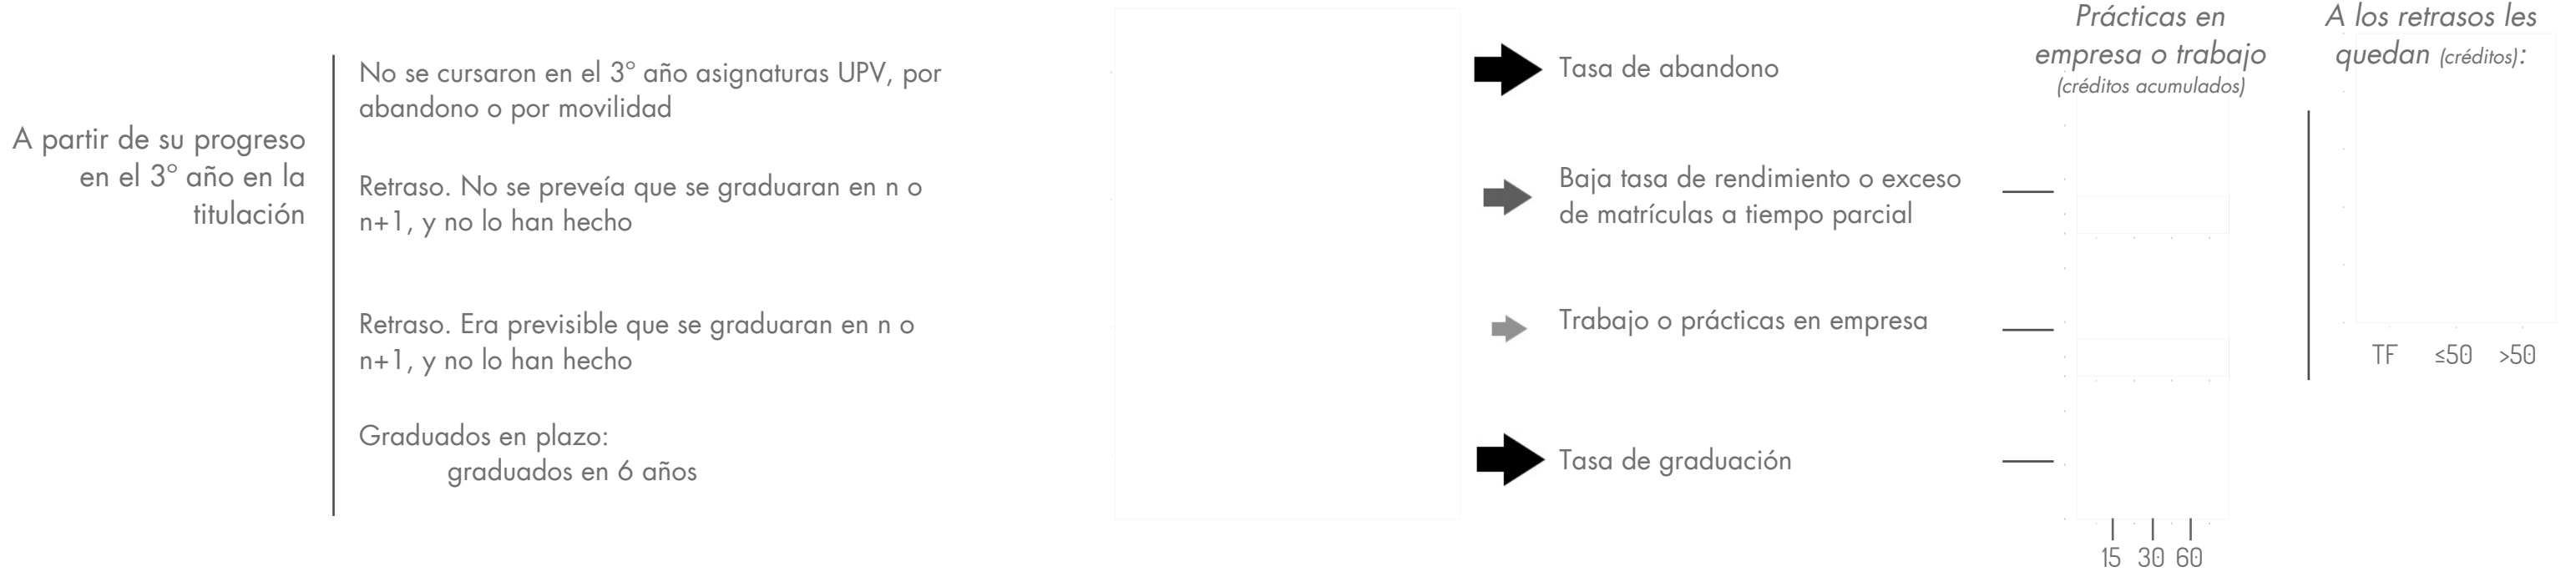 A partir de su progreso
en el 3º año en la
titulación
No se cursaron en el 3º año asignaturas UPV, por
abandono o por movilidad
Retraso. No se preveía que se graduaran en n o
n+1, y no lo han hecho
Retraso. Era previsible que se graduaran en n o
n+1, y no lo han hecho
Graduados en plazo:
graduados en 6 años
Tasa de abandono
Baja tasa de rendimiento o exceso
de matrículas a tiempo parcial
Trabajo o prácticas en empresa
Tasa de graduación
Prácticas en
empresa o trabajo
(créditos acumulados)
15 30 60
A los retrasos les
quedan (créditos):
TF ≤50 >50